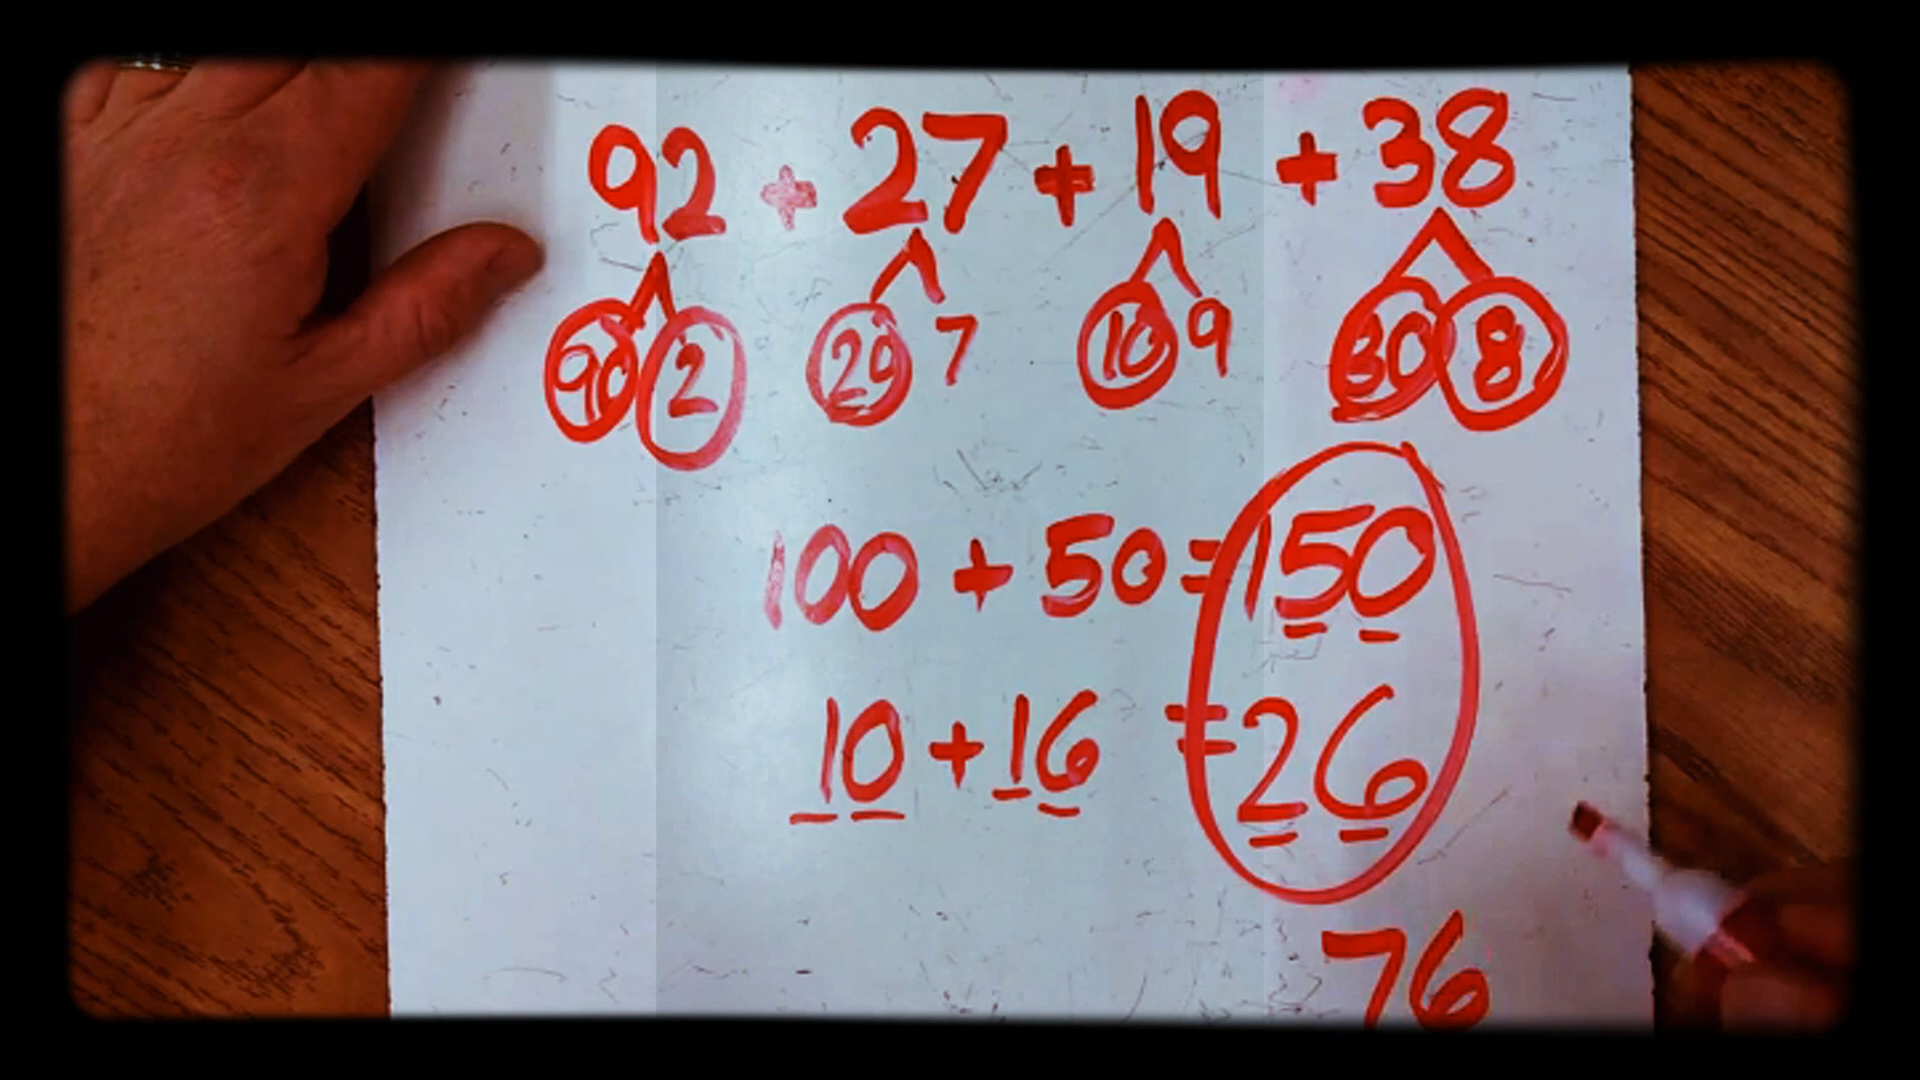 92 + 27 + 19 + 38
90 2 20 7 10 9 30 8
100 + 50 = 150
10 + 16 = 26
76